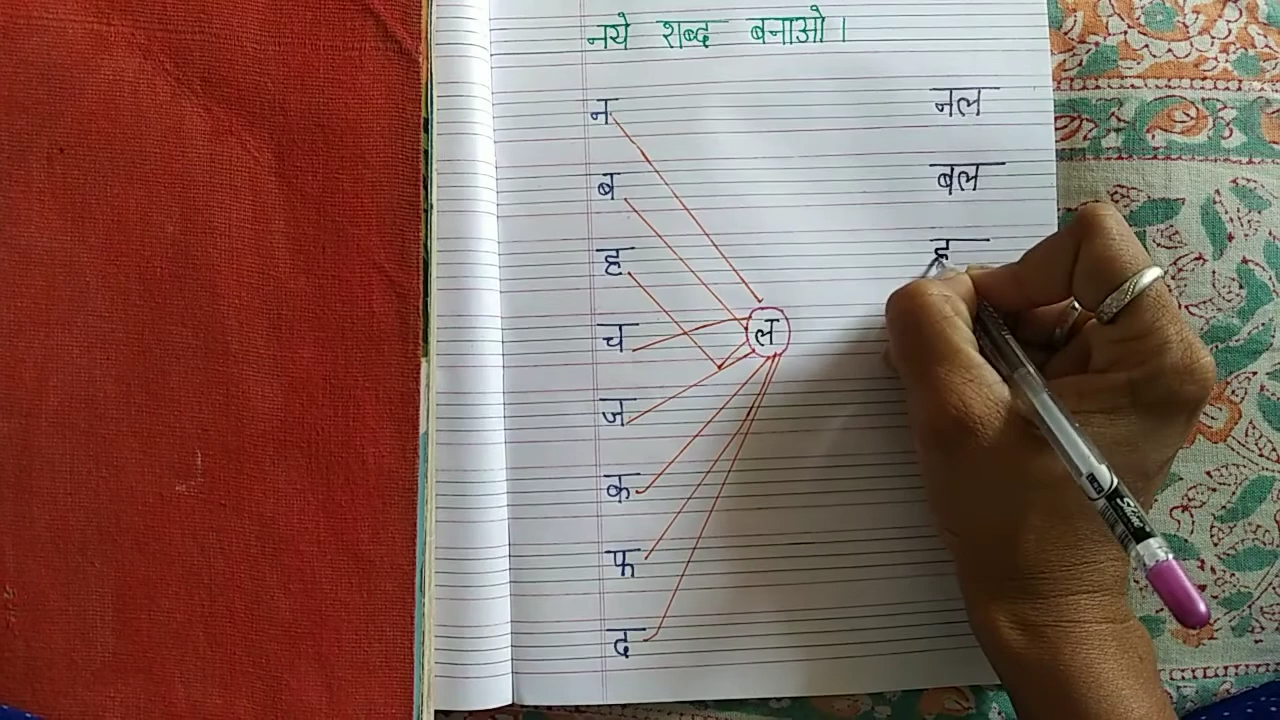 नये शब्द बनाओ।
न नल
ब बल
ह ह
च ल
ज
क
फ
द